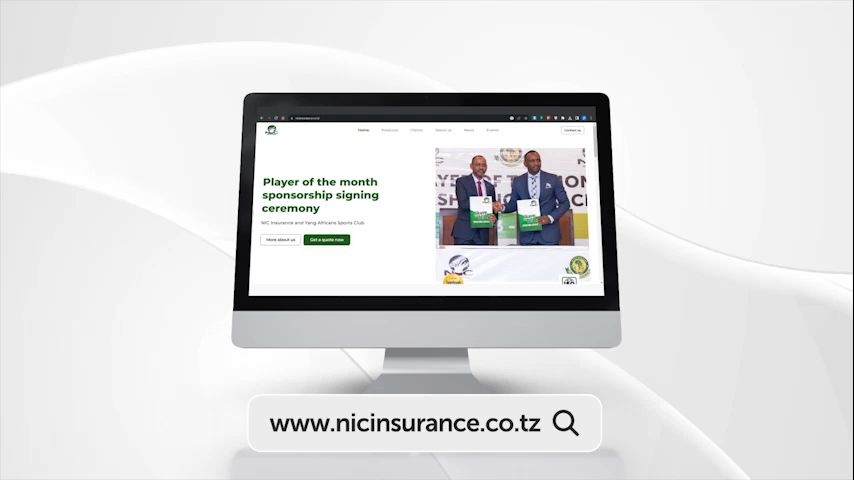 Home Products Claims About us News Events Contact us
Player of the month
sponsorship signing
ceremony
NIC Insurance and Yang Africans Sports Club
More about us Get a quote now
NIC
www.nicinsurance.co.tz